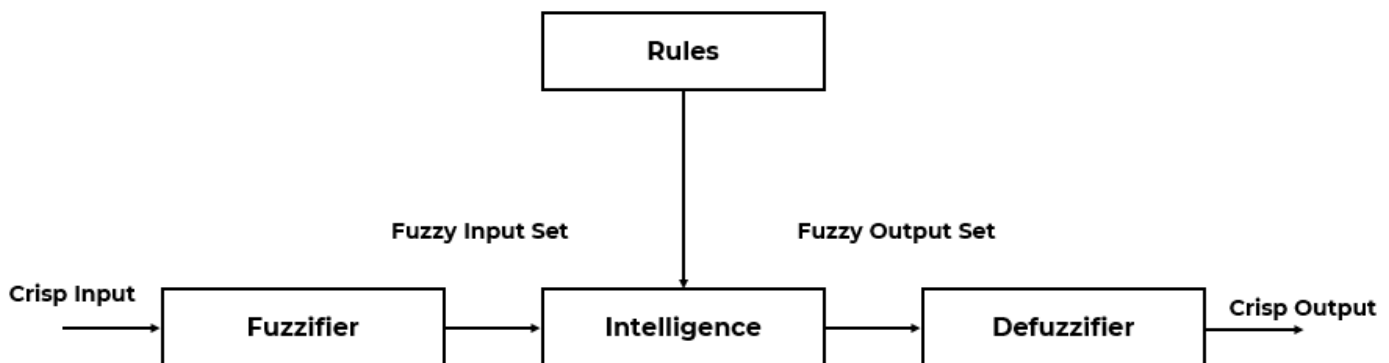 Rules
Fuzzy Input Set
Fuzzy Output Set
Crisp Input
Crisp Output
Fuzzifier
Intelligence
Defuzzifier